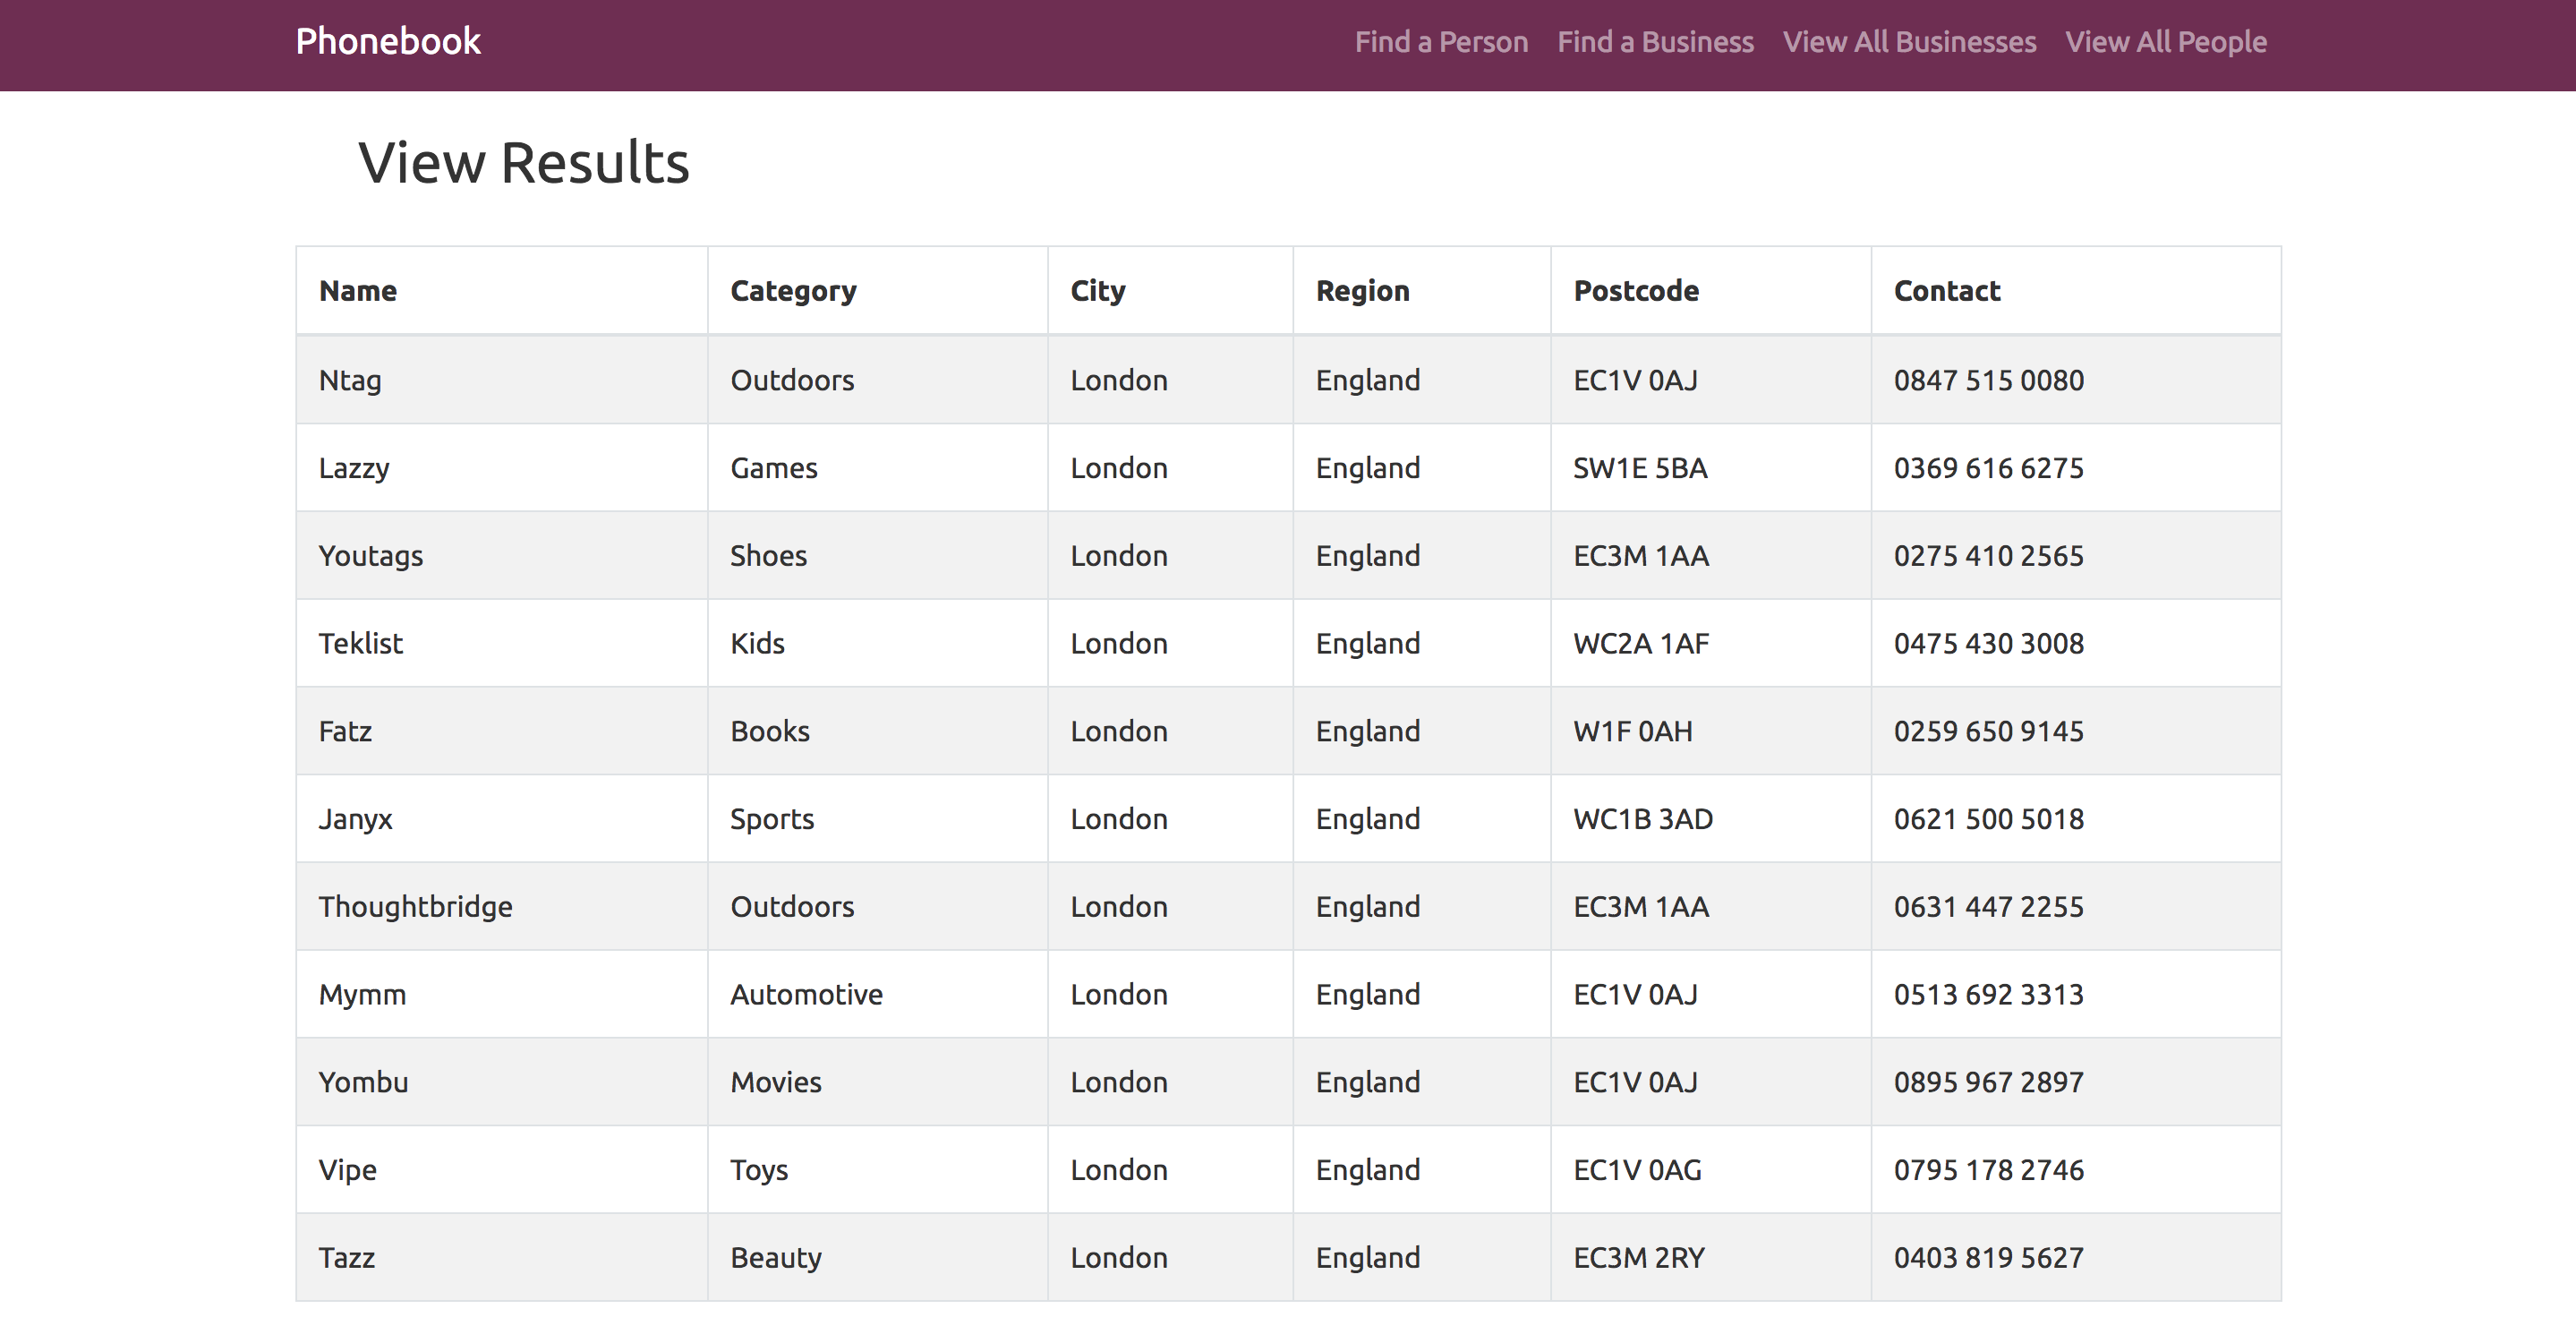 Phonebook Find a Person Find a Business View All Businesses View All People
View Results
Name Category City Region Postcode Contact
Ntag Outdoors London England EC1V 0AJ 0847 515 0080
Lazzy Games London England SW1E 5BA 0369 616 6275
Youtags Shoes London England EC3M 1AA 0275 410 2565
Teklist Kids London England WC2A 1AF 0475 430 3008
Fatz Books London England W1F 0AH 0259 650 9145
Janyx Sports London England WC1B 3AD 0621 500 5018
Thoughtbridge Outdoors London England EC3M 1AA 0631 447 2255
Mymm Automotive London England EC1V 0AJ 0513 692 3313
Yombu Movies London England EC1V 0AJ 0895 967 2897
Vipe Toys London England EC1V 0AG 0795 178 2746
Tazz Beauty London England EC3M 2RY 0403 819 5627